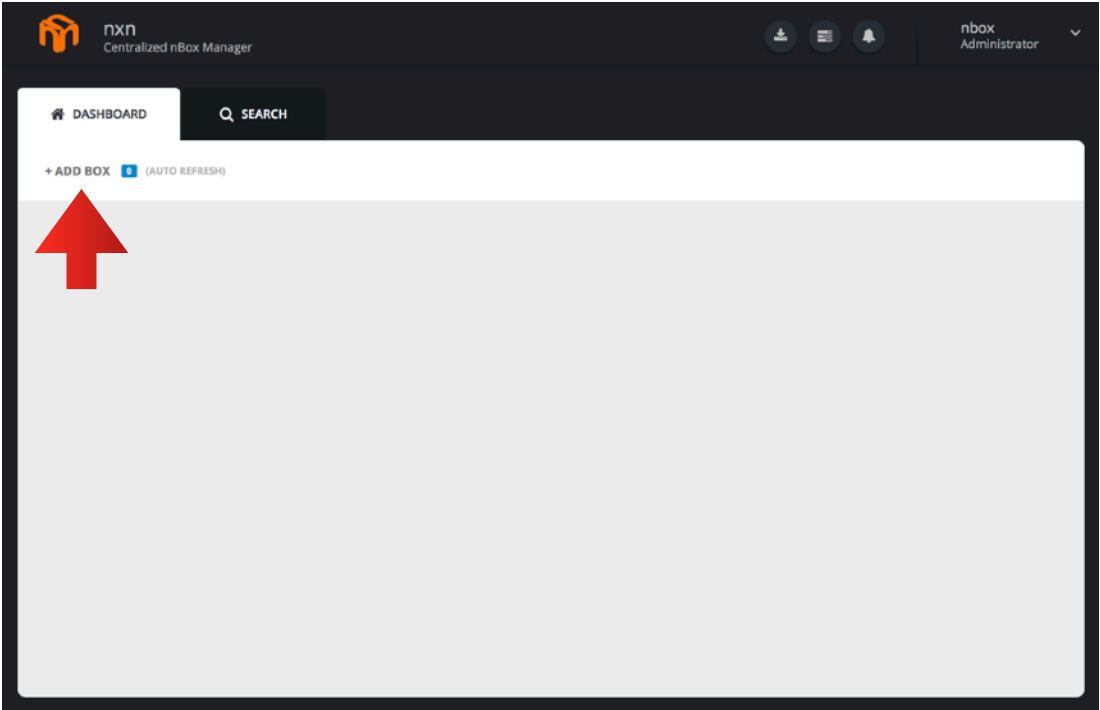 nxn
Centralized nBox Manager
nbox
Administrator
DASHBOARD
SEARCH
+ ADD BOX 0 (AUTO REFRESH)